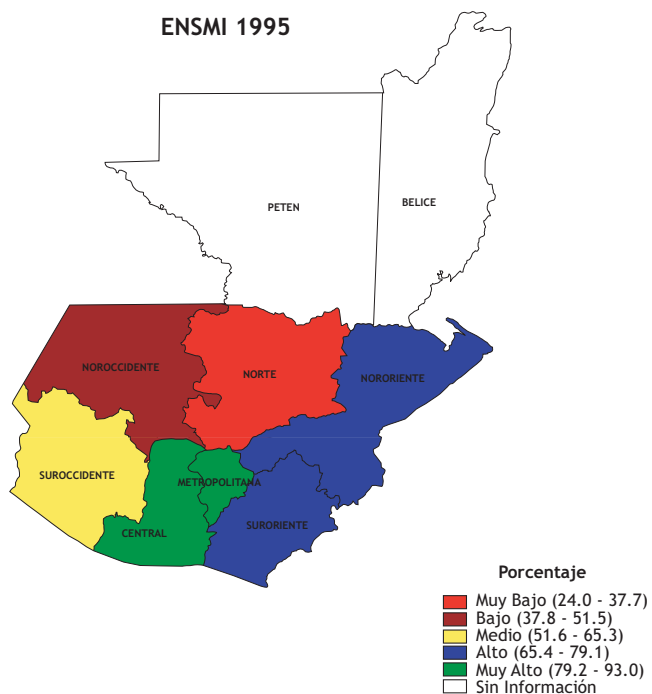 ENSMI 1995
PETEN
BELICE
NOROCCIDENTE
NORTE
NORORIENTE
SUROCCIDENTE
METROPOLITANA
CENTRAL
SURORIENTE
Porcentaje
Muy Bajo (24.0 - 37.7)
Bajo (37.8 - 51.5)
Medio (51.6 - 65.3)
Alto (65.4 - 79.1)
Muy Alto (79.2 - 93.0)
Sin Información